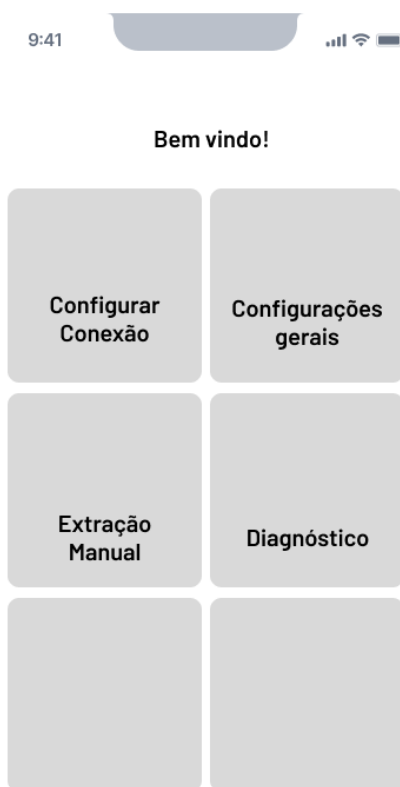 9:41
Bem vindo!
Configurar
Conexão
Configurações
gerais
Extração
Manual
Diagnóstico